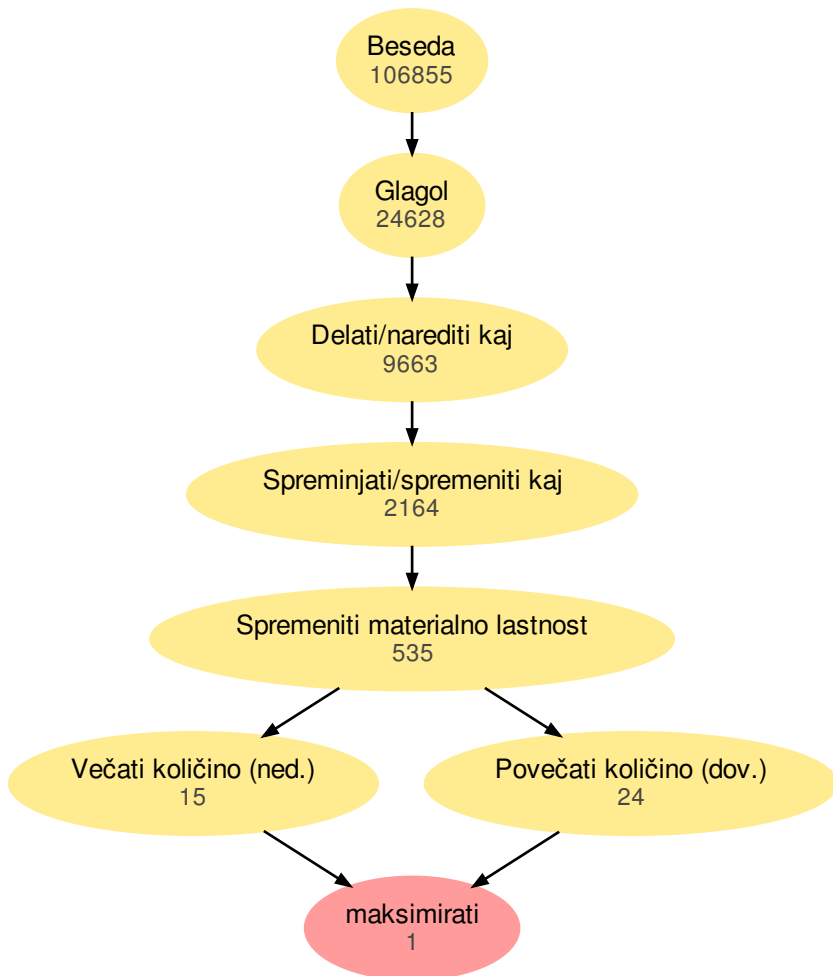 Beseda
106855
Glagol
24628
Delati/narediti kaj
9663
Spreminjati/spremeniti kaj
2164
Spremeniti materialno lastnost
535
Večati količino (ned.)
15
Povečati količino (dov.)
24
maksimirati
1